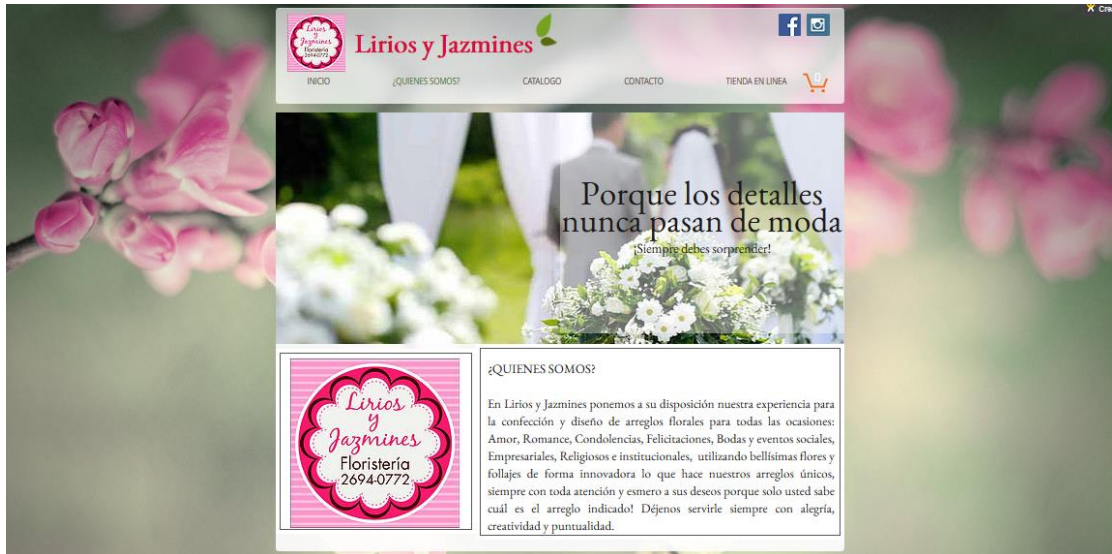 Cre
Lirios
y
Jazmines
Floristería
2694-0772
Lirios y Jazmines
INICIO
¿QUIENES SOMOS?
CATALOGO
CONTACTO
TIENDA EN LINEA
0
Porque los detalles
nunca pasan de moda
¡Siempre debes sorprender!
Lirios
y
Jazmines
Floristería
2694-0772
¿QUIENES SOMOS?
En Lirios y Jazmines ponemos a su disposición nuestra experiencia para
la confección y diseño de arreglos florales para todas las ocasiones:
Amor, Romance, Condolencias, Felicitaciones, Bodas y eventos sociales,
Empresariales, Religiosos e institucionales, utilizando bellísimas flores y
follajes de forma innovadora lo que hace nuestros arreglos únicos,
siempre con toda atención y esmero a sus deseos porque solo usted sabe
cuál es el arreglo indicado! Déjenos servirle siempre con alegría,
creatividad y puntualidad.